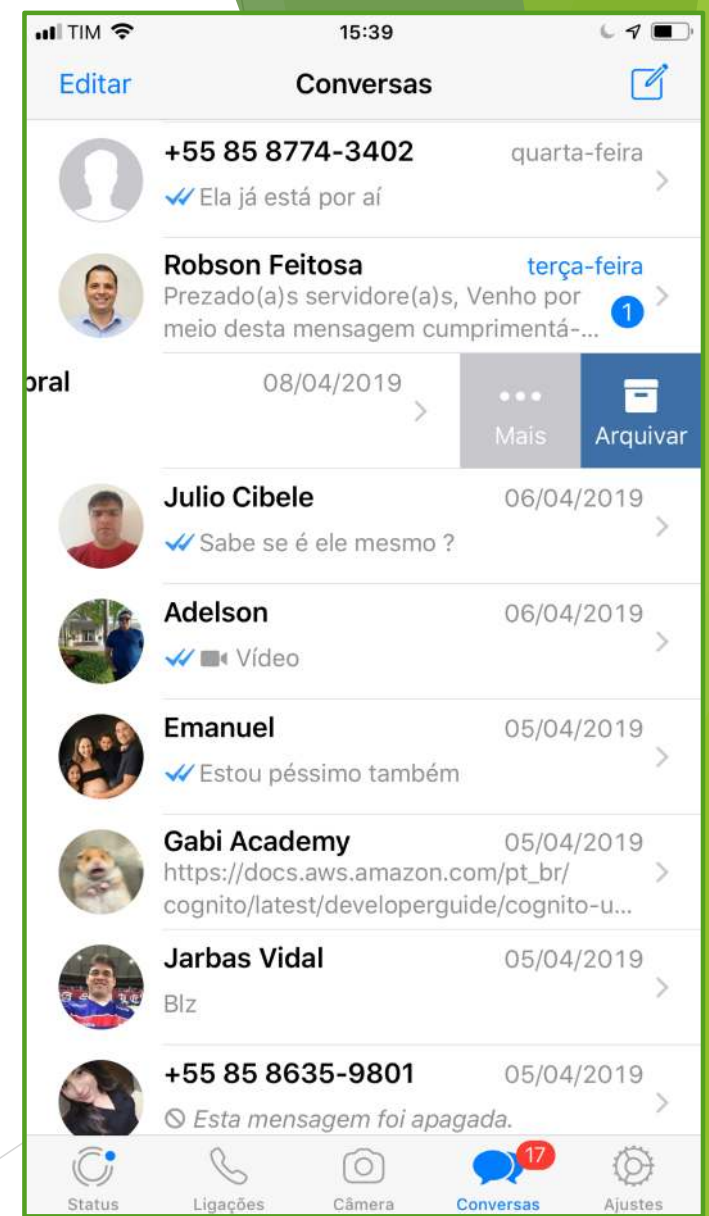 TIM 15:39
Editar Conversas
+55 85 8774-3402 quarta-feira
Ela já está por aí
Robson Feitosa terça-feira
Prezado(a)s servidore(a)s, Venho por
meio desta mensagem cumprimentá-... 1
bral 08/04/2019
Mais Arquivar
Julio Cibele 06/04/2019
Sabe se é ele mesmo ?
Adelson 06/04/2019
Vídeo
Emanuel 05/04/2019
Estou péssimo também
Gabi Academy 05/04/2019
https://docs.aws.amazon.com/pt_br/
cognito/latest/developerguide/cognito-u...
Jarbas Vidal 05/04/2019
Blz
+55 85 8635-9801 05/04/2019
Esta mensagem foi apagada.
17
Status Ligações Câmera Conversas Ajustes